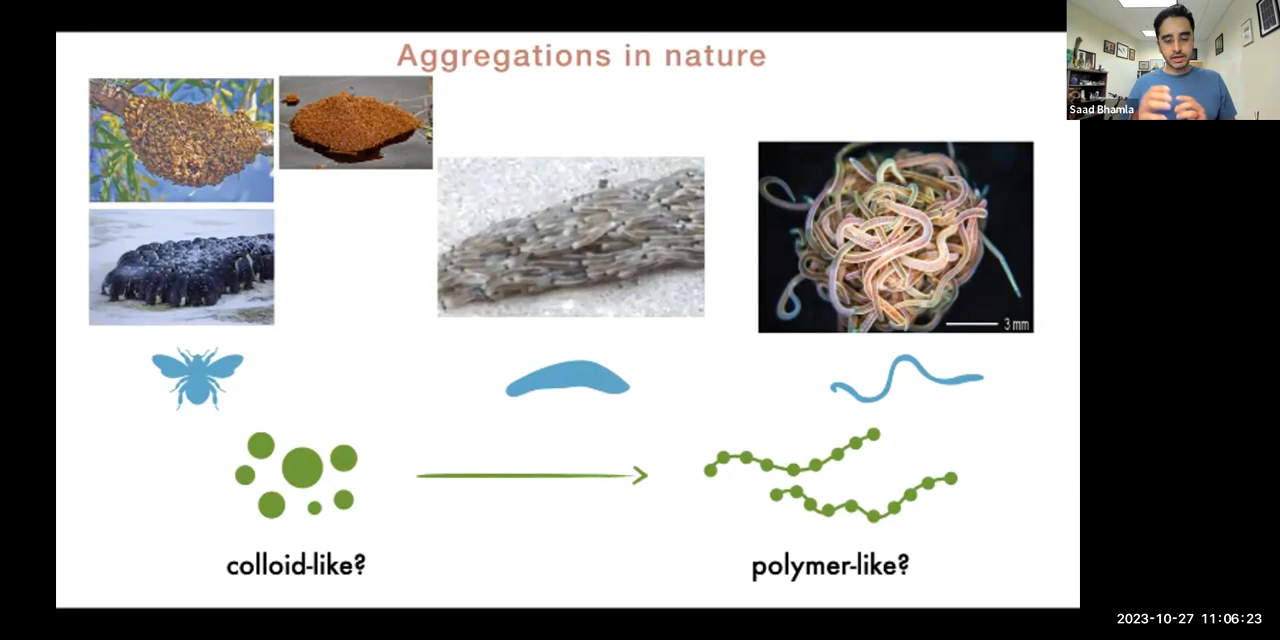 Aggregations in nature
Saad Bhamla
3 mm
colloid-like?
polymer-like?
2023-10-27 11:06:23